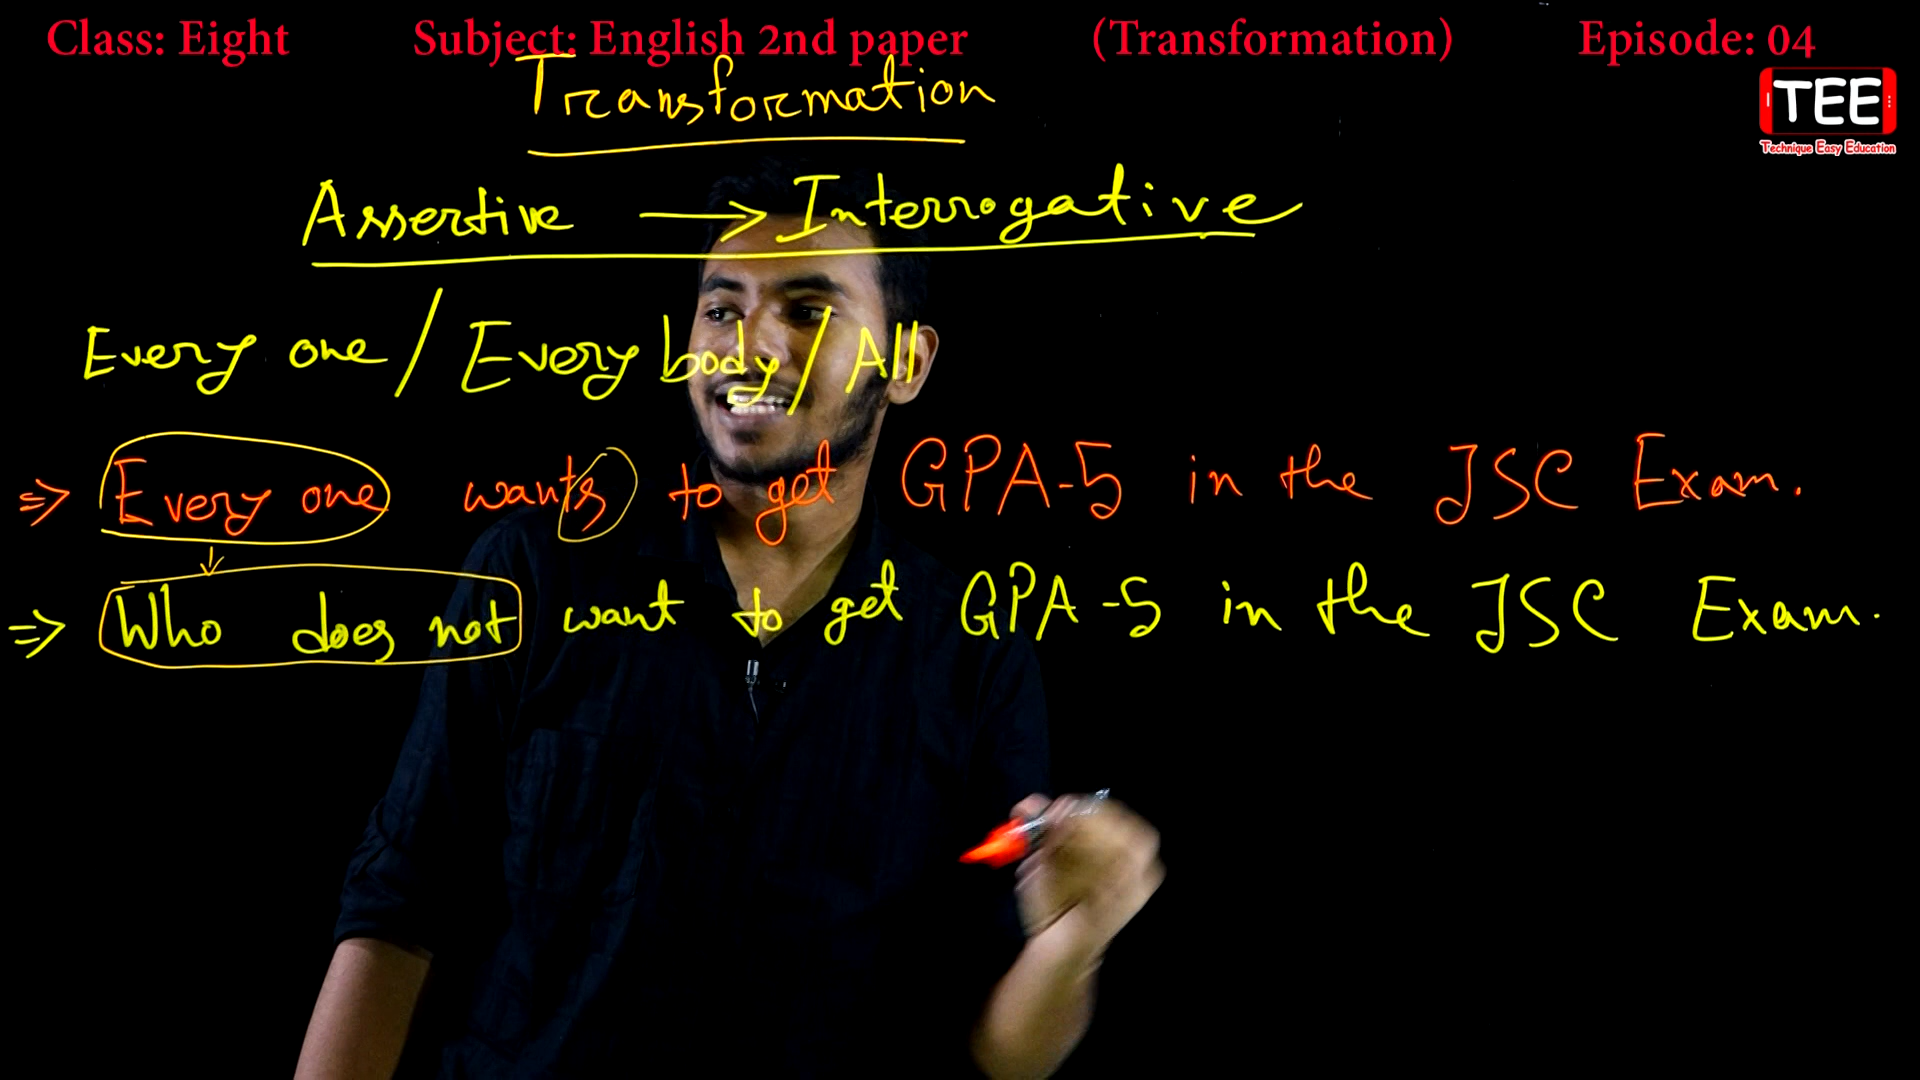 Class: Eight Subject: English 2nd paper (Transformation) Episode: 04
TEE
Technique Easy Education
Transformation
Assertive → Interrogative
Every one / Every body / All
⇒ Every one wants to get GPA-5 in the JSC Exam.
⇒ Who does not want to get GPA-5 in the JSC Exam.